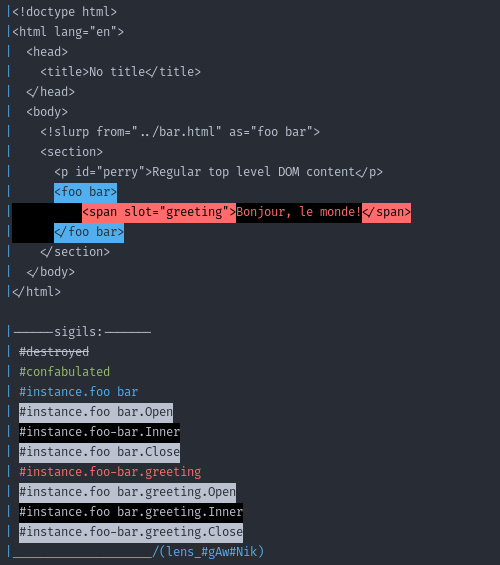 |<!doctype html>
|<html lang="en">
|  <head>
|    <title>No title</title>
|  </head>
|  <body>
|    <!slurp from="../bar.html" as="foo bar">
|    <section>
|      <p id="perry">Regular top level DOM content</p>
|      <foo bar>
|          <span slot="greeting">Bonjour, le monde!</span>
|      </foo bar>
|    </section>
|  </body>
|</html>
|------sigils:-------
| #destroyed
| #confabulated
| #instance.foo bar
| #instance.foo bar.Open
| #instance.foo-bar.Inner
| #instance.foo bar.Close
| #instance.foo-bar.greeting
| #instance.foo bar.greeting.Open
| #instance.foo bar.greeting.Inner
| #instance.foo-bar.greeting.Close
|____________________/(lens_#gAw#Nik)